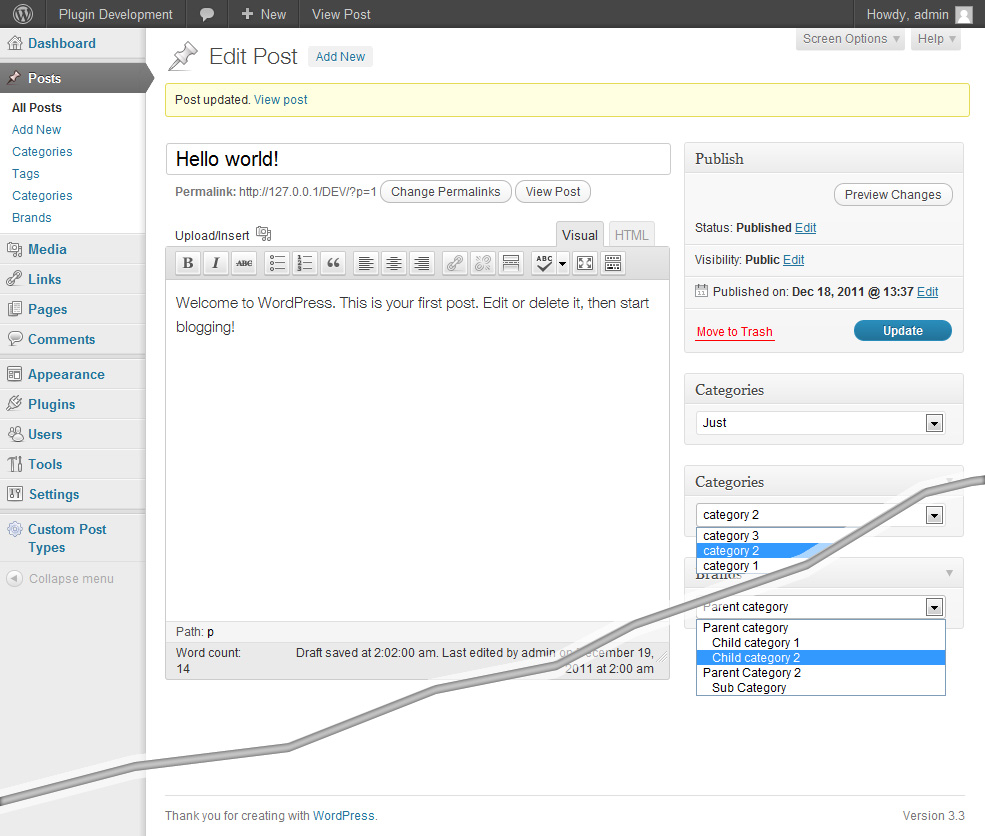 Plugin Development
New
View Post
Howdy, admin
Dashboard
Posts
All Posts
Add New
Categories
Tags
Categories
Brands
Media
Links
Pages
Comments
Appearance
Plugins
Users
Tools
Settings
Custom Post
Types
Collapse menu
Screen Options
Help
Edit Post
Add New
Post updated. View post
Hello world!
Permalink: http://127.0.0.1/DEV/?p=1 Change Permalinks View Post
Upload/Insert
Visual
HTML
B I ABC
ABC
Welcome to WordPress. This is your first post. Edit or delete it, then start
blogging!
Path: p
Word count:
14
Draft saved at 2:02:00 am. Last edited by admin on December 19,
2011 at 2:00 am
Publish
Preview Changes
Status: Published Edit
Visibility: Public Edit
Published on: Dec 18, 2011 @ 13:37 Edit
Move to Trash
Update
Categories
Just
Categories
category 2
category 3
category 2
category 1
Brands
Parent category
Parent category
Child category 1
Child category 2
Parent Category 2
Sub Category
Thank you for creating with WordPress.
Version 3.3